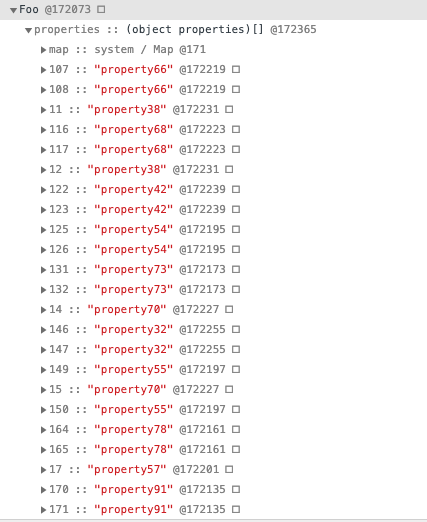 Foo @172073
properties :: (object properties)[] @172365
map :: system / Map @171
107 :: "property66" @172219
108 :: "property66" @172219
11 :: "property38" @172231
116 :: "property68" @172223
117 :: "property68" @172223
12 :: "property38" @172231
122 :: "property42" @172239
123 :: "property42" @172239
125 :: "property54" @172195
126 :: "property54" @172195
131 :: "property73" @172173
132 :: "property73" @172173
14 :: "property70" @172227
146 :: "property32" @172255
147 :: "property32" @172255
149 :: "property55" @172197
15 :: "property70" @172227
150 :: "property55" @172197
164 :: "property78" @172161
165 :: "property78" @172161
17 :: "property57" @172201
170 :: "property91" @172135
171 :: "property91" @172135